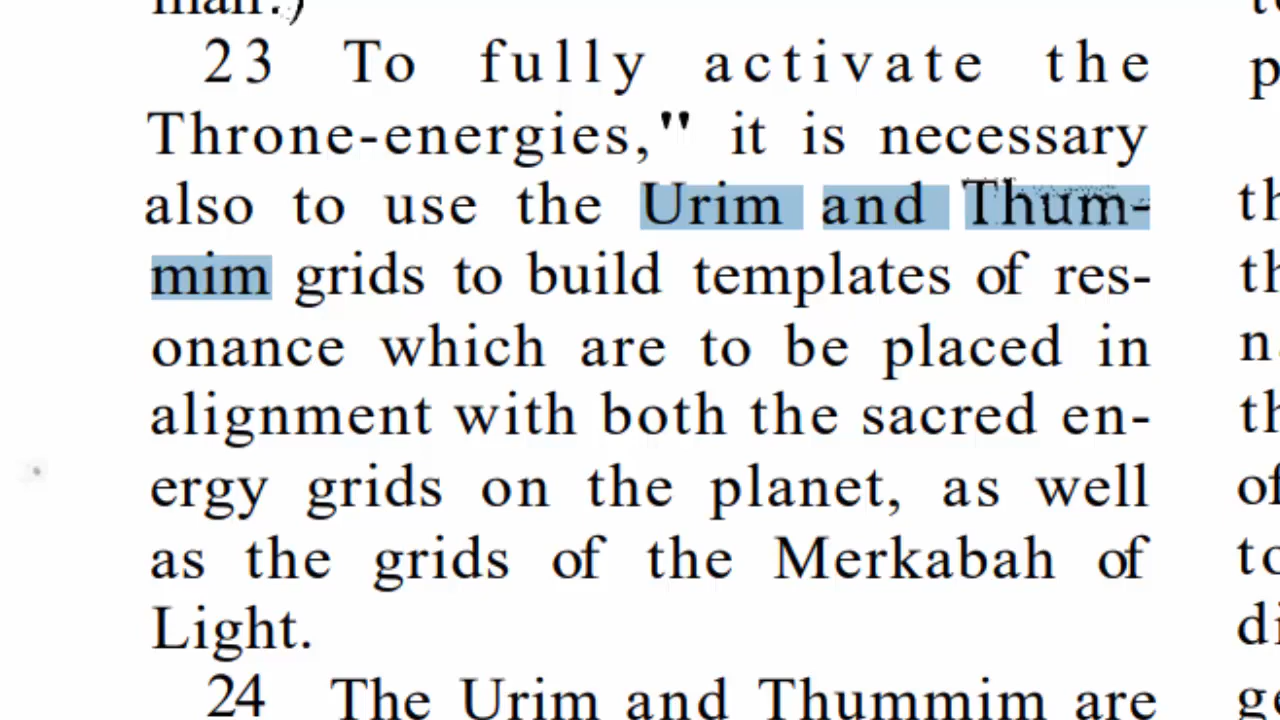 23 To fully activate the
Throne-energies," it is necessary
also to use the Urim and Thum-
mim grids to build templates of res-
onance which are to be placed in
alignment with both the sacred en-
ergy grids on the planet, as well
as the grids of the Merkabah of
Light.
24 The Urim and Thummim are